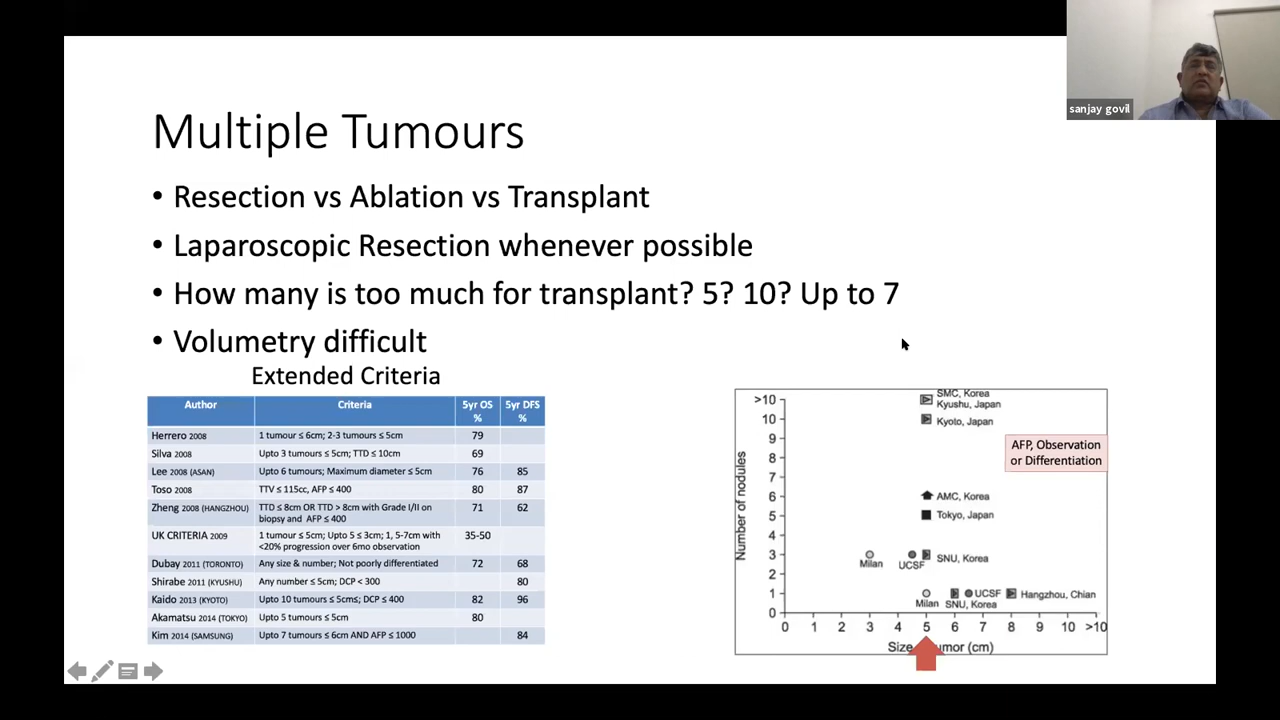 sanjay govil
Multiple Tumours
• Resection vs Ablation vs Transplant
• Laparoscopic Resection whenever possible
• How many is too much for transplant? 5? 10? Up to 7
• Volumetry difficult
Extended Criteria
Author Criteria 5yr OS % 5yr DFS %
Herrero 2008 1 tumour ≤ 6cm; 2-3 tumours ≤ 5cm 79
Silva 2008 Upto 3 tumours ≤ 5cm; TTD ≤ 10cm 69
Lee 2008 (ASAN) Upto 6 tumours; Maximum diameter ≤ 5cm 76 85
Toso 2008 TTV ≤ 115cc, AFP ≤ 400 80 87
Zheng 2008 (HANGZHOU) TTD ≤ 8cm OR TTD > 8cm with Grade I/II on 71 62
biopsy and AFP ≤ 400
UK CRITERIA 2009 1 tumour ≤ 5cm; Upto 5 ≤ 3cm; 1, 5-7cm with 35-50
<20% progression over 6mo observation
Dubay 2011 (TORONTO) Any size & number; Not poorly differentiated 72 68
Shirabe 2011 (KYUSHU) Any number ≤ 5cm; DCP < 300 80
Kaido 2013 (KYOTO) Upto 10 tumours ≤ 5cm≤; DCP ≤ 400 82 96
Akamatsu 2014 (TOKYO) Upto 5 tumours ≤ 5cm 80
Kim 2014 (SAMSUNG) Upto 7 tumours ≤ 6cm AND AFP ≤ 1000 84
Number of nodules
>10
10
9
8
7
6
5
4
3
2
1
0
SMC, Korea
Kyushu, Japan
Kyoto, Japan
AFP, Observation
or Differentiation
AMC, Korea
Tokyo, Japan
Milan UCSF SNU, Korea
UCSF Hangzhou, Chian
Milan SNU, Korea
0 1 2 3 4 5 6 7 8 9 10 >10
Size umor (cm)